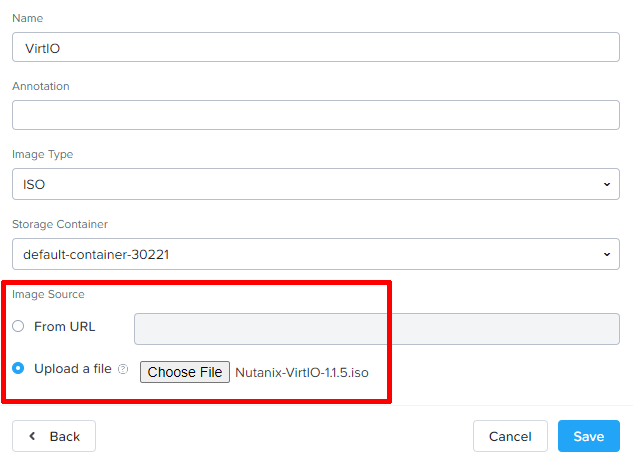 Name
VirtIO
Annotation
Image Type
ISO
Storage Container
default-container-30221
Image Source
From URL
Upload a file ? Choose File Nutanix-VirtIO-1.1.5.iso
Back Cancel Save